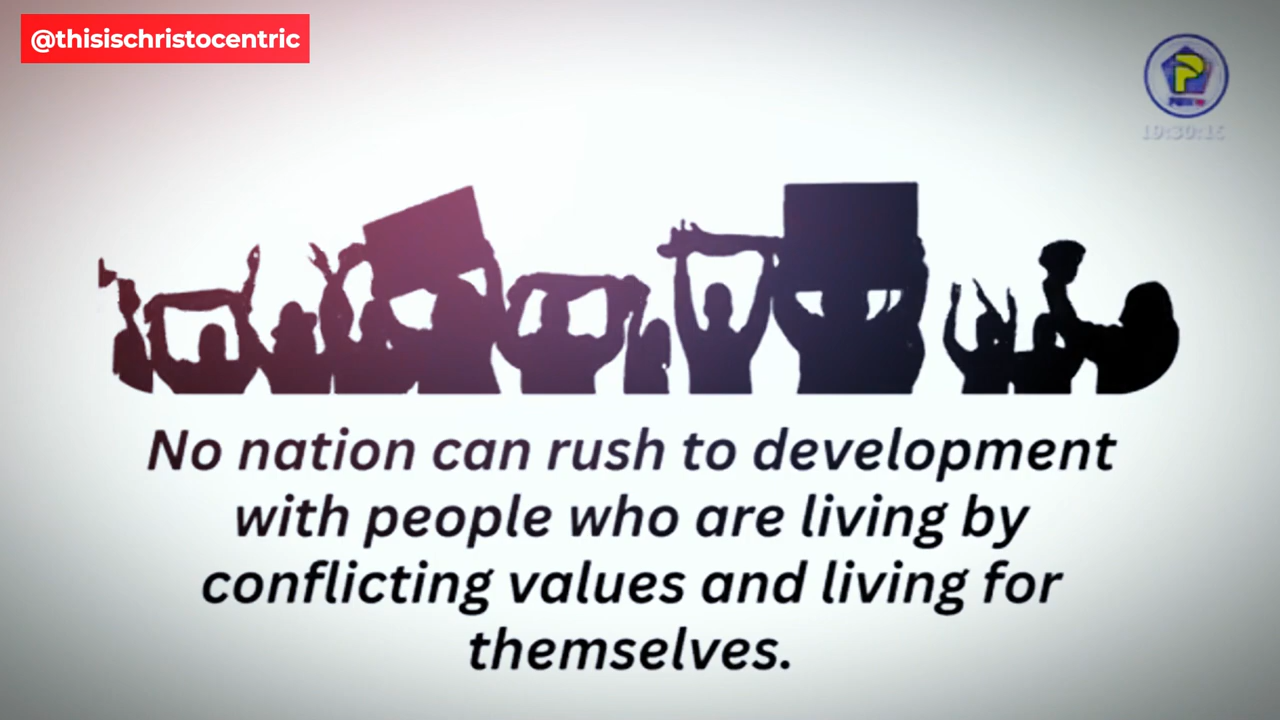 @thisischristocentric
No nation can rush to development
with people who are living by
conflicting values and living for
themselves.